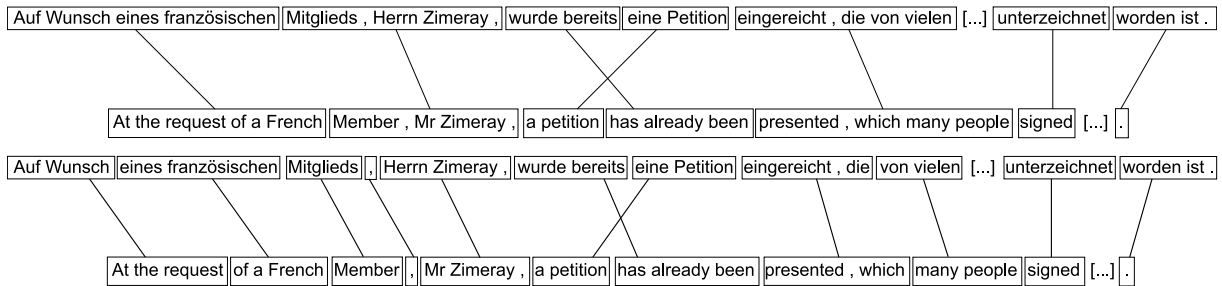 Auf Wunsch eines französischen Mitglieds , Herrn Zimeray , wurde bereits eine Petition eingereicht , die von vielen [...] unterzeichnet worden ist .
At the request of a French Member , Mr Zimeray , a petition has already been presented , which many people signed [...] .
Auf Wunsch eines französischen Mitglieds , Herrn Zimeray , wurde bereits eine Petition eingereicht , die von vielen [...] unterzeichnet worden ist .
At the request of a French Member , Mr Zimeray , a petition has already been presented , which many people signed [...] .